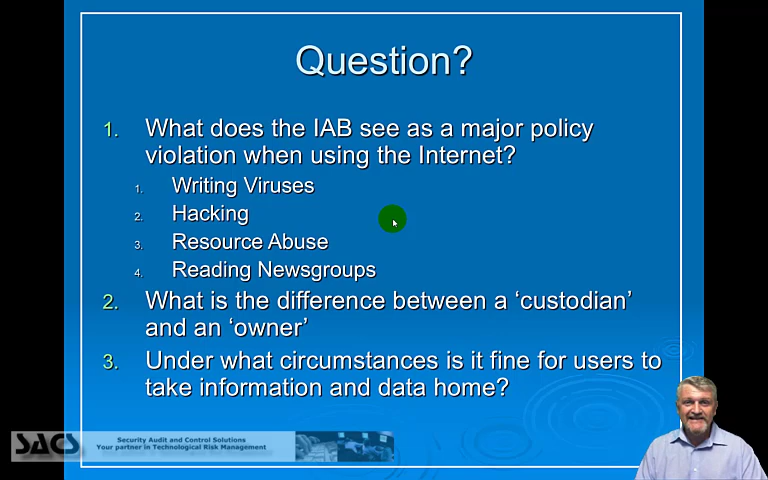 Question?
1. What does the IAB see as a major policy
violation when using the Internet?
1. Writing Viruses
2. Hacking
3. Resource Abuse
4. Reading Newsgroups
2. What is the difference between a ‘custodian’
and an ‘owner’
3. Under what circumstances is it fine for users to
take information and data home?
SACS
Security Audit and Control Solutions
Your partner in Technological Risk Management